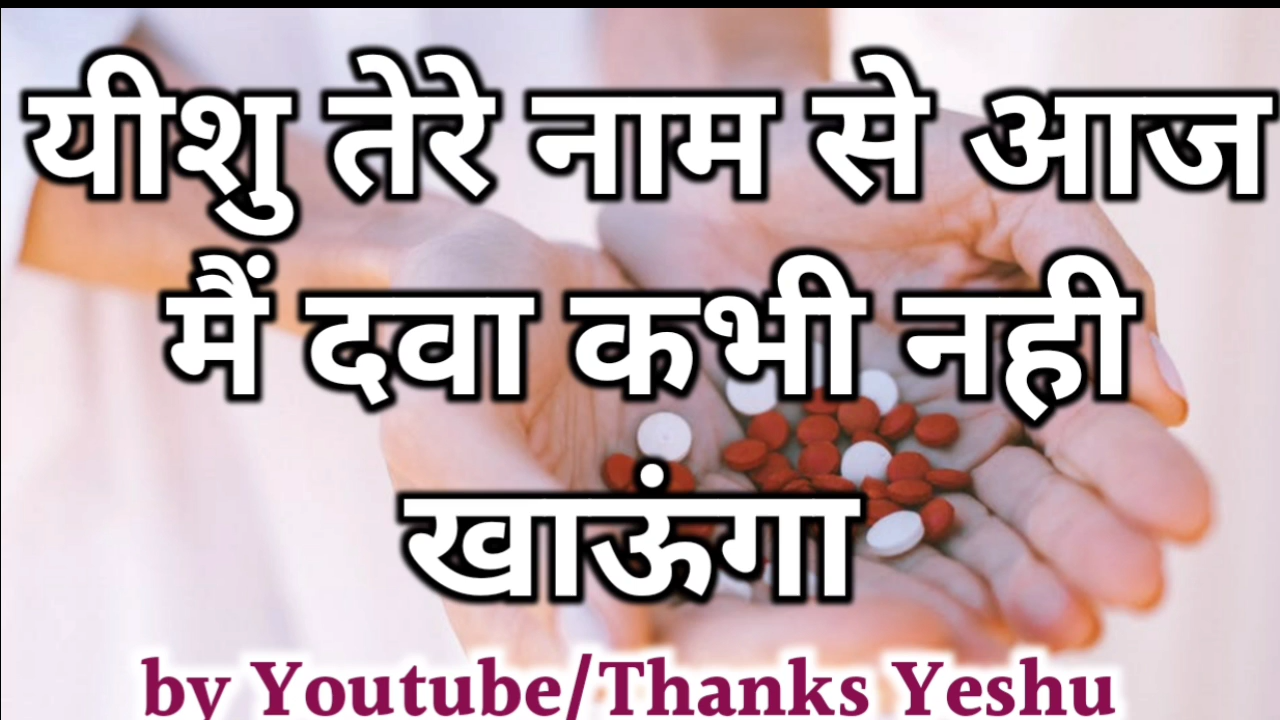 यीशु तेरे नाम से आज
मैं दवा कभी नही
खाऊंगा
by Youtube/Thanks Yeshu